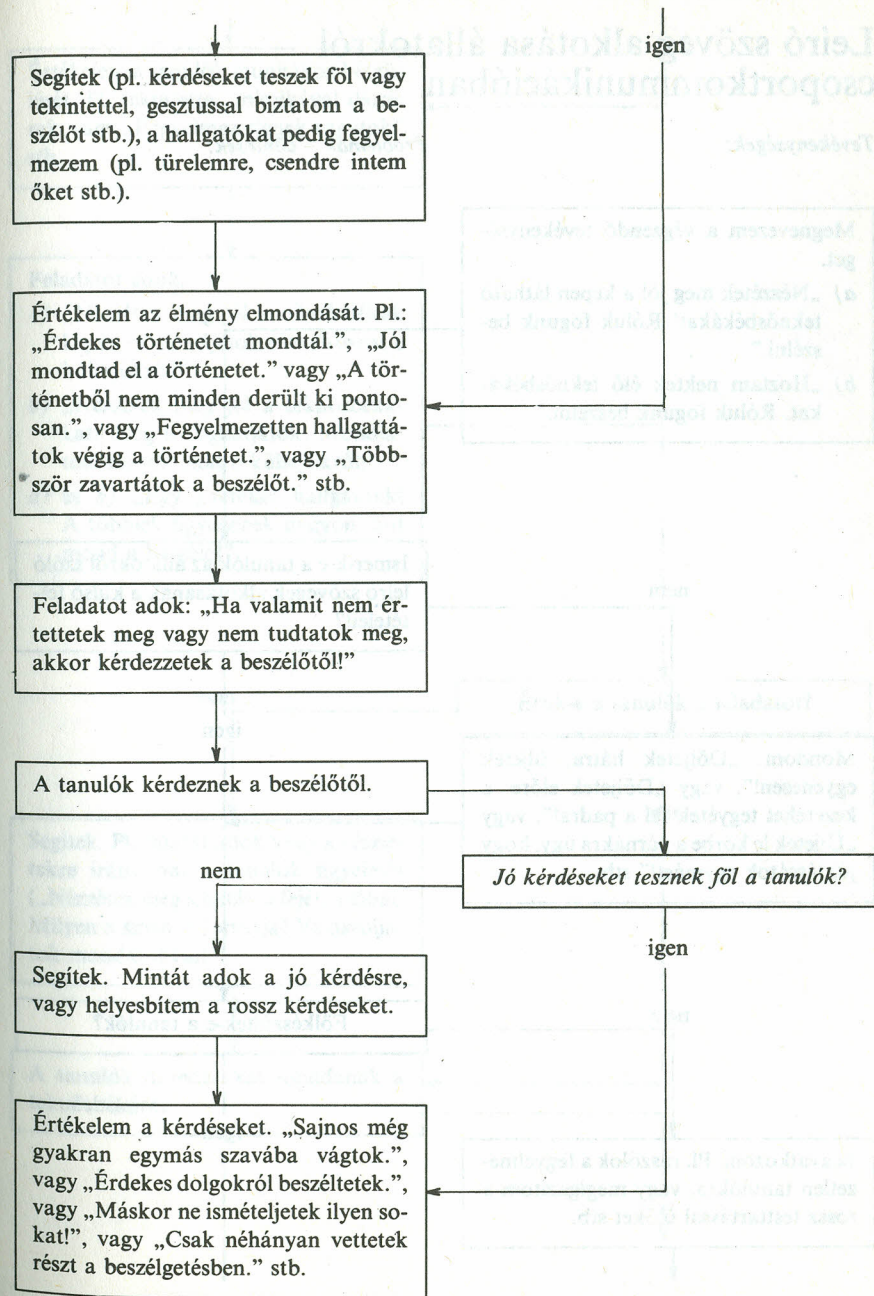 igen
Segítek (pl. kérdéseket teszek föl vagy
tekintettel, gesztussal biztatom a be-
szélőt stb.), a hallgatókat pedig fegyel-
mezem (pl. türelemre, csendre intem
őket stb.).
Értékelem az élmény elmondását. Pl.:
„Érdekes történetet mondtál.”, „Jól
mondtad el a történetet.” vagy „A tör-
ténetből nem minden derült ki ponto-
san.”, vagy „Fegyelmezetten hallgattá-
tok végig a történetet.”, vagy „Több-
ször zavartátok a beszélőt.” stb.
Feladatot adok: „Ha valamit nem ér-
tettetek meg vagy nem tudtatok meg,
akkor kérdezzetek a beszélőtől!”
A tanulók kérdeznek a beszélőtől.
nem
Jó kérdéseket tesznek föl a tanulók?
igen
Segítek. Mintát adok a jó kérdésre,
vagy helyesbítem a rossz kérdéseket.
Értékelem a kérdéseket. „Sajnos még
gyakran egymás szavába vágtok.”,
vagy „Érdekes dolgokról beszéltetek.”,
vagy „Máskor ne ismételjetek ilyen so-
kat!”, vagy „Csak néhányan vettetek
részt a beszélgetésben.” stb.